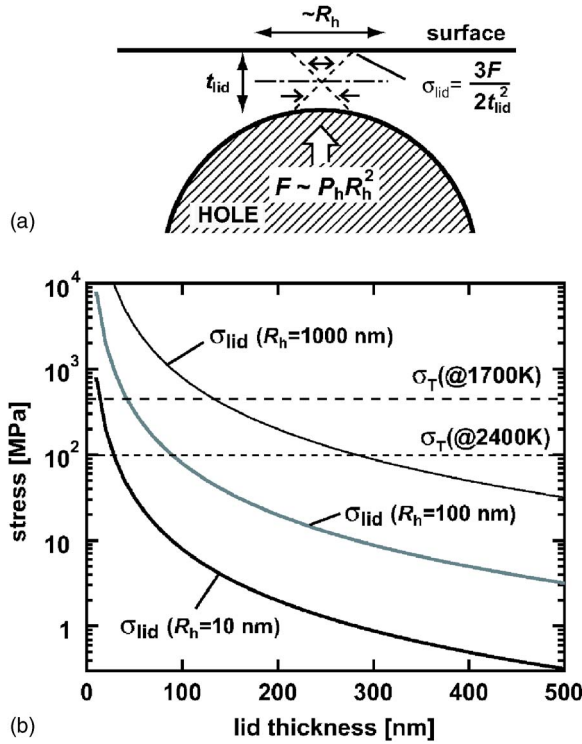 ~Rh
surface
tlid
σlid = 3F / 2tlid²
F ~ PhRh²
HOLE
(a)
10⁴
σlid (Rh=1000 nm)
10³
σT(@1700K)
σT(@2400K)
10²
stress [MPa]
σlid (Rh=100 nm)
10
1
σlid (Rh=10 nm)
0 100 200 300 400 500
(b) lid thickness [nm]